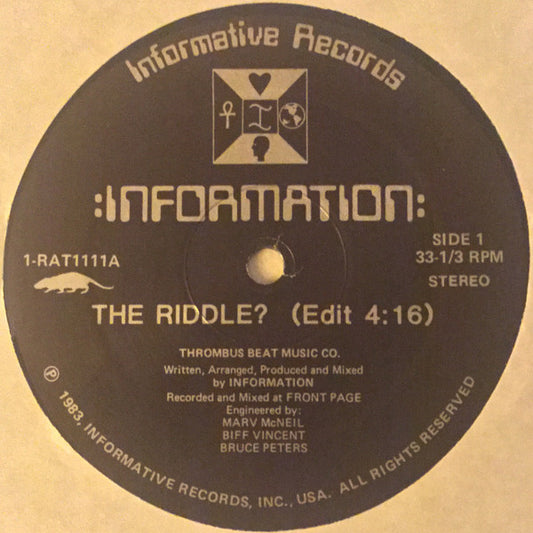 Informative Records
I
:INFORMATION:
1-RAT1111A
SIDE 1
33-1/3 RPM
STEREO
THE RIDDLE? (Edit 4:16)
THROMBUS BEAT MUSIC CO.
Written, Arranged, Produced and Mixed
by INFORMATION
Recorded and Mixed at FRONT PAGE
Engineered by:
MARV McNEIL
BIFF VINCENT
BRUCE PETERS
Ⓟ 1983, INFORMATIVE RECORDS, INC., USA. ALL RIGHTS RESERVED